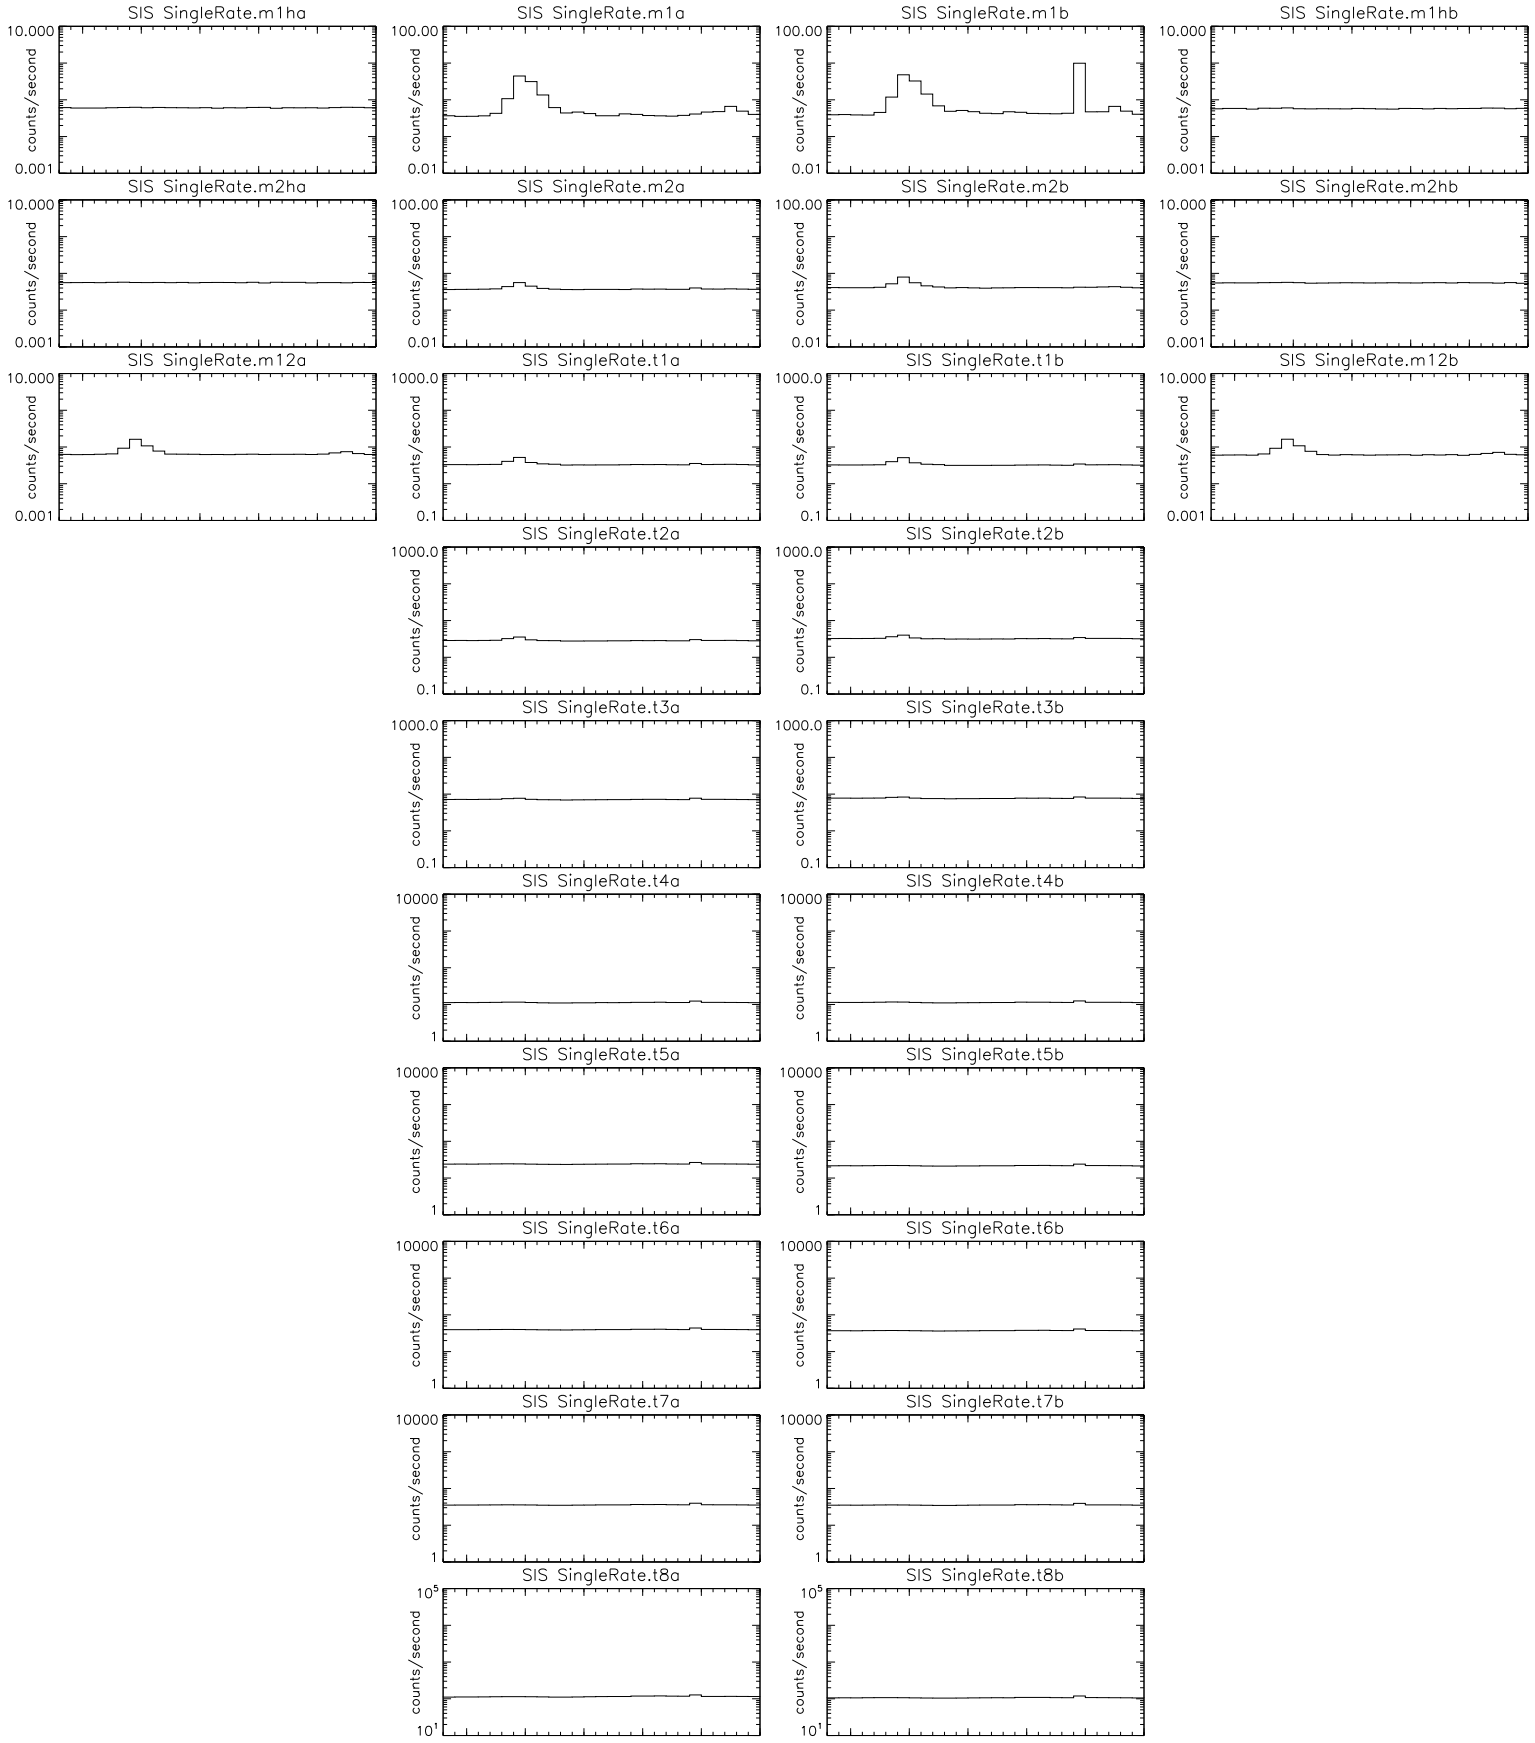 SIS SingleRate.m1ha
10.000
counts/second
0.001
SIS SingleRate.m1a
100.00
counts/second
0.01
SIS SingleRate.m1b
100.00
counts/second
0.01
SIS SingleRate.m1hb
10.000
counts/second
0.001
SIS SingleRate.m2ha
10.000
counts/second
0.001
SIS SingleRate.m2a
100.00
counts/second
0.01
SIS SingleRate.m2b
100.00
counts/second
0.01
SIS SingleRate.m2hb
10.000
counts/second
0.001
SIS SingleRate.m12a
10.000
counts/second
0.001
SIS SingleRate.t1a
1000.0
counts/second
0.1
SIS SingleRate.t1b
1000.0
counts/second
0.1
SIS SingleRate.m12b
10.000
counts/second
0.001
SIS SingleRate.t2a
1000.0
counts/second
0.1
SIS SingleRate.t2b
1000.0
counts/second
0.1
SIS SingleRate.t3a
1000.0
counts/second
0.1
SIS SingleRate.t3b
1000.0
counts/second
0.1
SIS SingleRate.t4a
10000
counts/second
1
SIS SingleRate.t4b
10000
counts/second
1
SIS SingleRate.t5a
10000
counts/second
1
SIS SingleRate.t5b
10000
counts/second
1
SIS SingleRate.t6a
10000
counts/second
1
SIS SingleRate.t6b
10000
counts/second
1
SIS SingleRate.t7a
10000
counts/second
1
SIS SingleRate.t7b
10000
counts/second
1
SIS SingleRate.t8a
10⁵
counts/second
10¹
SIS SingleRate.t8b
10⁵
counts/second
10¹